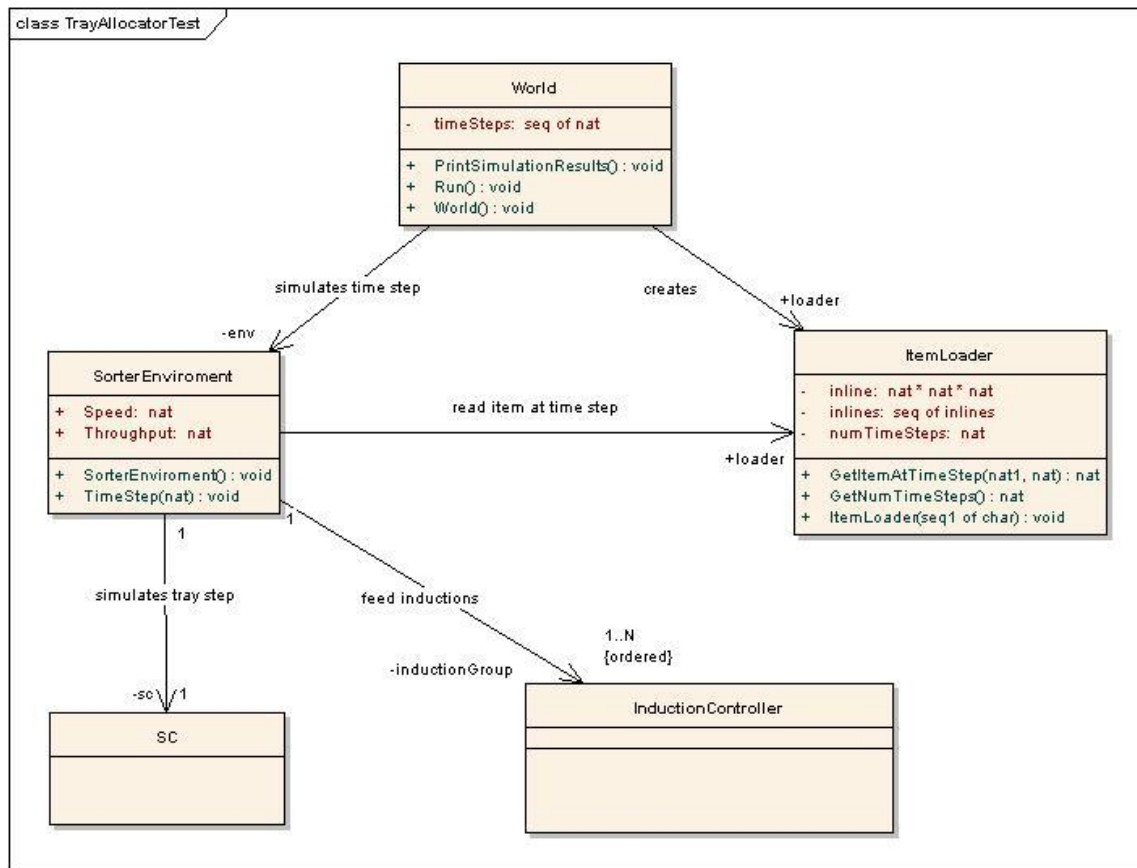 class TrayAllocatorTest
World
- timeSteps: seq of nat
+ PrintSimulationResults() : void
+ Run() : void
+ World() : void
simulates time step
creates
+loader
-env
SorterEnviroment
+ Speed: nat
+ Throughput: nat
+ SorterEnviroment() : void
+ TimeStep(nat) : void
read item at time step
+loader
ItemLoader
- inline: nat * nat * nat
- inlines: seq of inlines
- numTimeSteps: nat
+ GetItemAtTimeStep(nat1, nat) : nat
+ GetNumTimeSteps() : nat
+ ItemLoader(seq1 of char) : void
1
1
simulates tray step
feed inductions
1..N
{ordered}
-inductionGroup
-sc
1
SC
InductionController